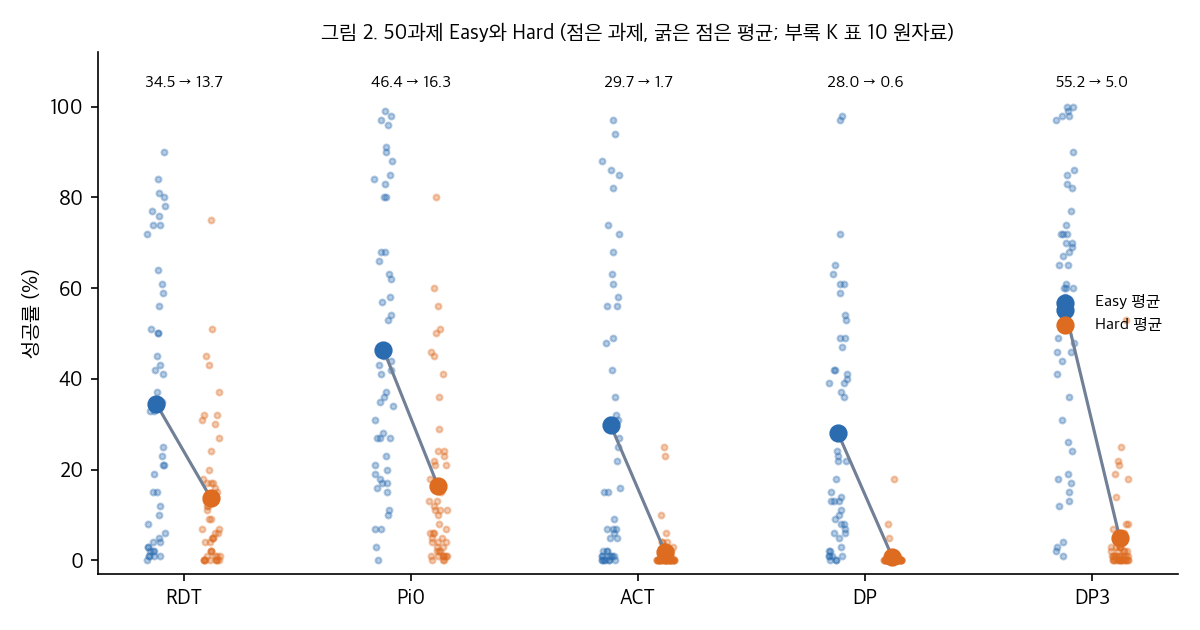 그림 2. 50과제 Easy와 Hard (점은 과제, 굵은 점은 평균; 부록 K 표 10 원자료)
34.5 → 13.7
46.4 → 16.3
29.7 → 1.7
28.0 → 0.6
55.2 → 5.0
성공률 (%)
100
80
60
40
20
0
Easy 평균
Hard 평균
RDT
Pi0
ACT
DP
DP3